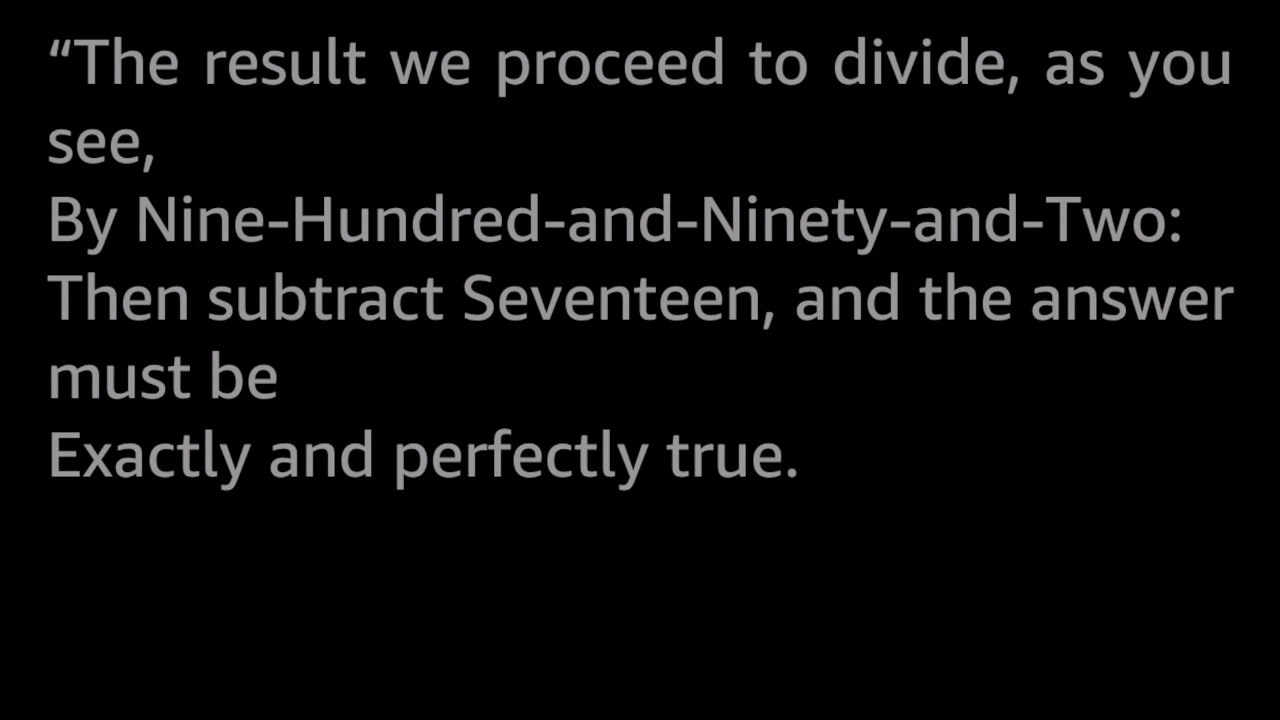 “The result we proceed to divide, as you
see,
By Nine-Hundred-and-Ninety-and-Two:
Then subtract Seventeen, and the answer
must be
Exactly and perfectly true.